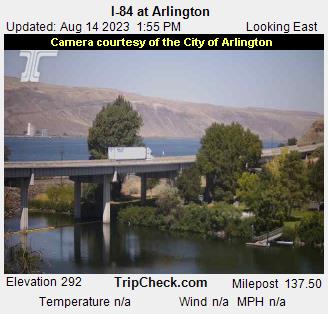 I-84 at Arlington
Updated: Aug 14 2023 1:55 PM Looking East
Camera courtesy of the City of Arlington
Elevation 292 TripCheck.com Milepost 137.50
Temperature n/a Wind n/a MPH n/a